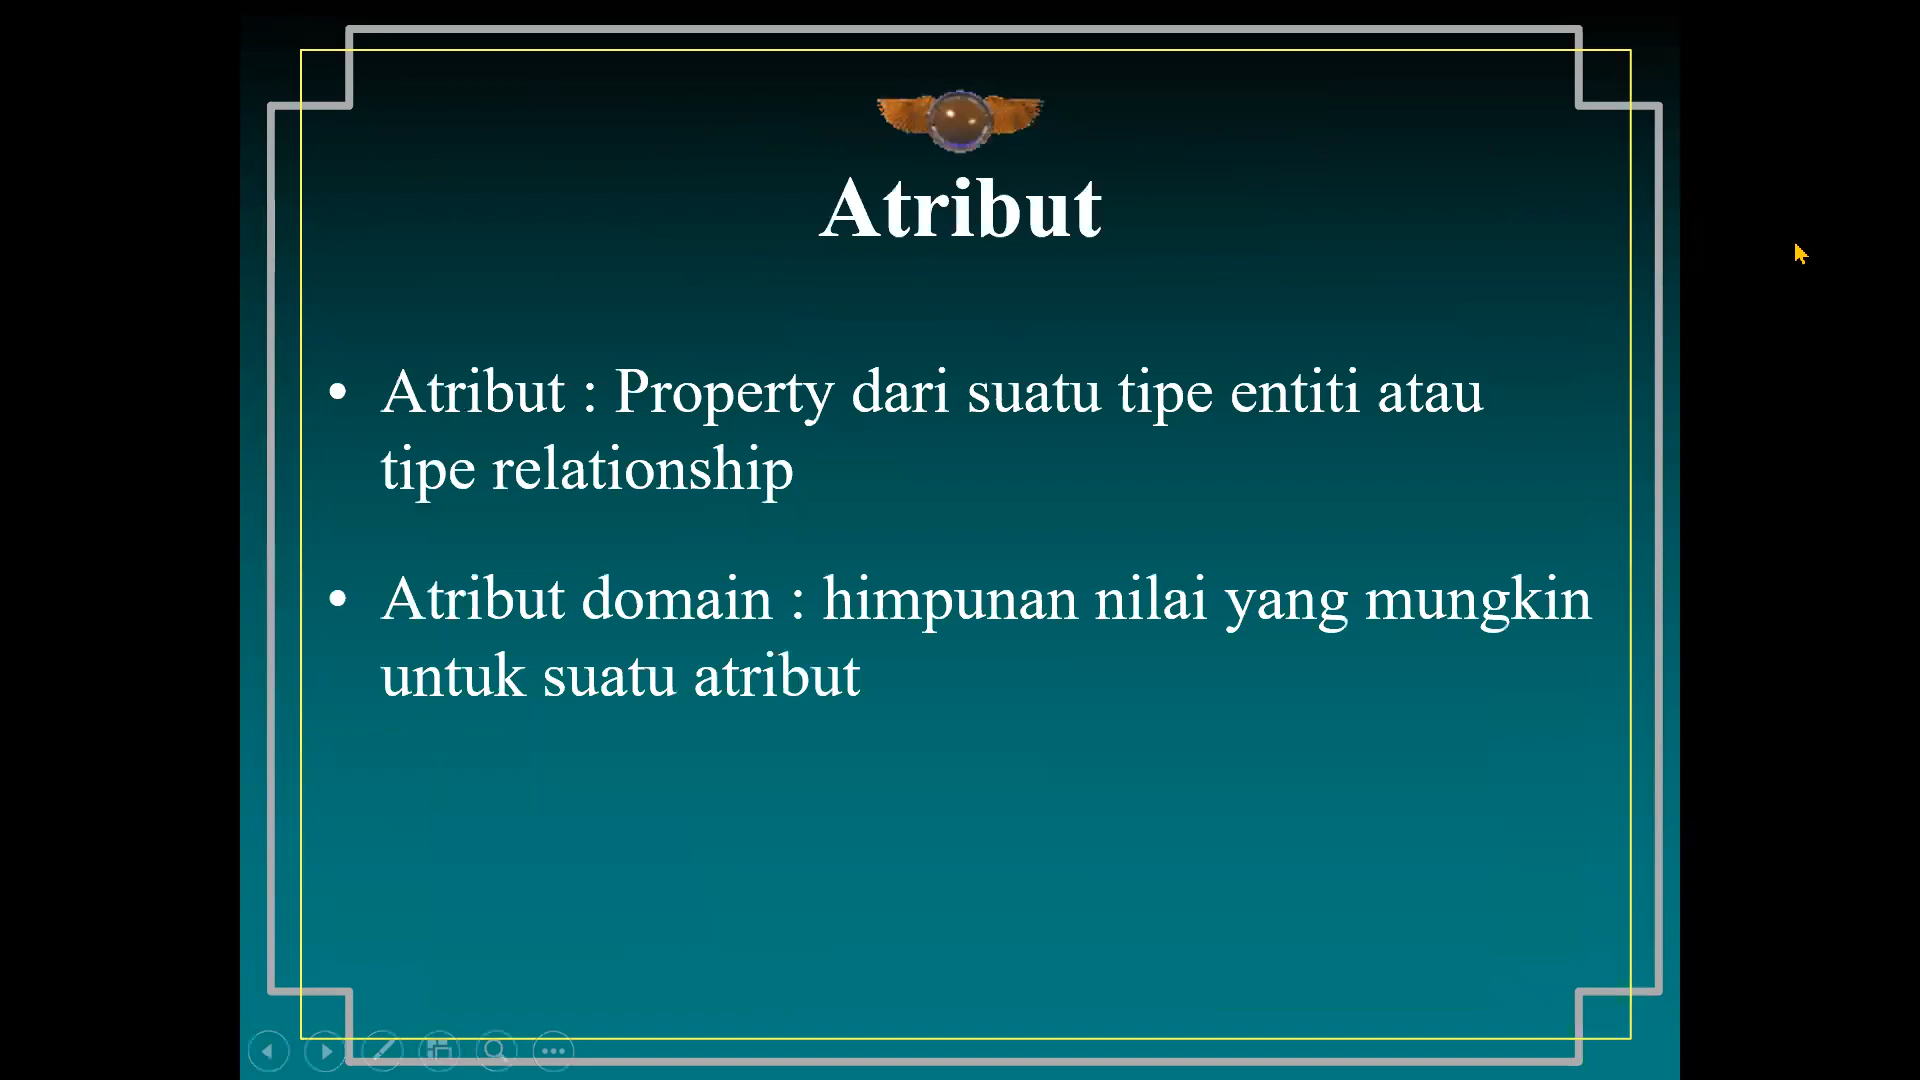 Atribut
• Atribut : Property dari suatu tipe entiti atau
tipe relationship
• Atribut domain : himpunan nilai yang mungkin
untuk suatu atribut